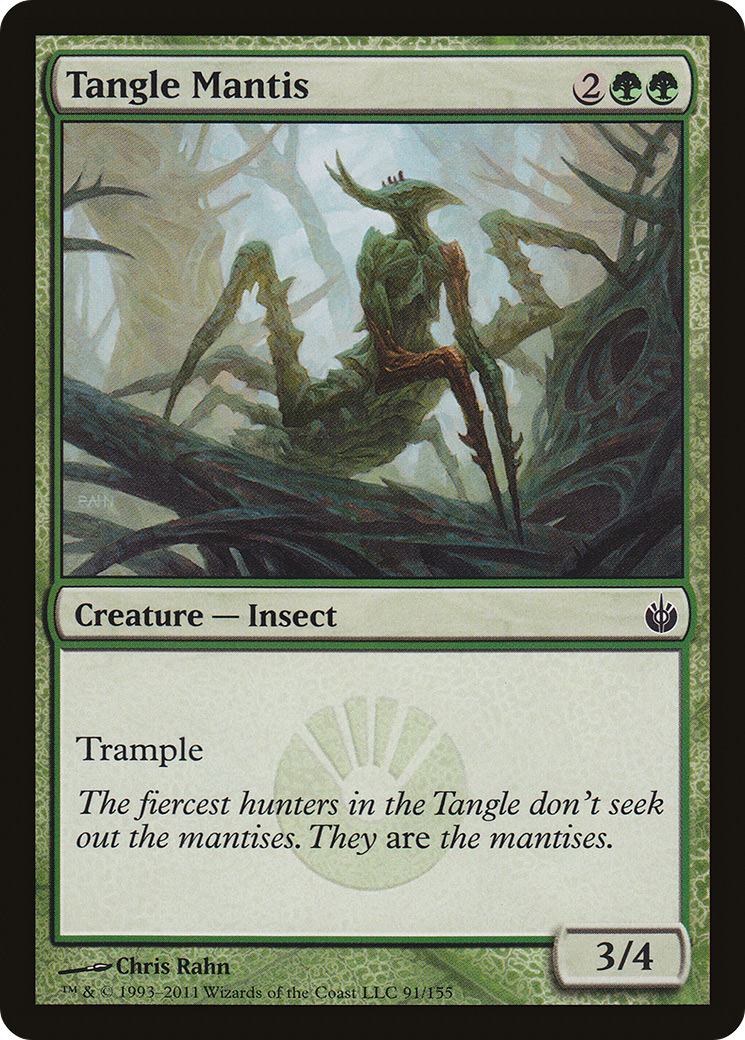 Tangle Mantis 2
RAHN
Creature — Insect
Trample
The fiercest hunters in the Tangle don't seek
out the mantises. They are the mantises.
3/4
Chris Rahn
™ & © 1993–2011 Wizards of the Coast LLC 91/155